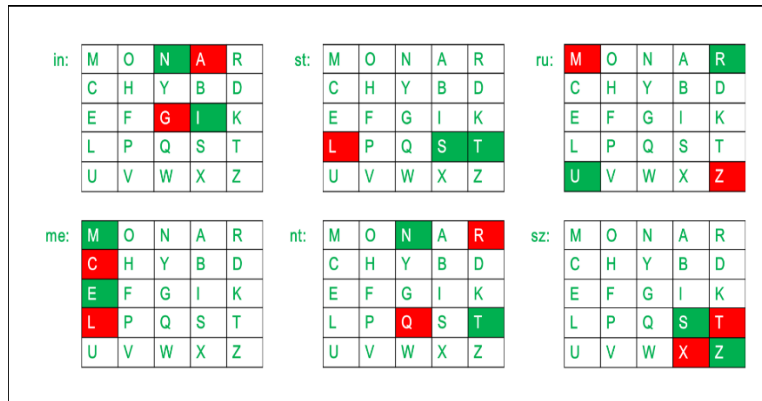 in: M O N A R st: M O N A R ru: M O N A R
C H Y B D C H Y B D C H Y B D
E F G I K E F G I K E F G I K
L P Q S T L P Q S T L P Q S T
U V W X Z U V W X Z U V W X Z
me: M O N A R nt: M O N A R sz: M O N A R
C H Y B D C H Y B D C H Y B D
E F G I K E F G I K E F G I K
L P Q S T L P Q S T L P Q S T
U V W X Z U V W X Z U V W X Z